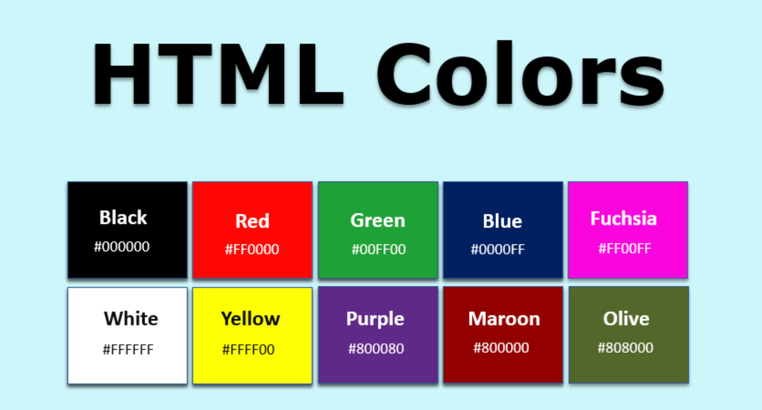 HTML Colors
Black
#000000
Red
#FF0000
Green
#00FF00
Blue
#0000FF
Fuchsia
#FF00FF
White
#FFFFFF
Yellow
#FFFF00
Purple
#800080
Maroon
#800000
Olive
#808000